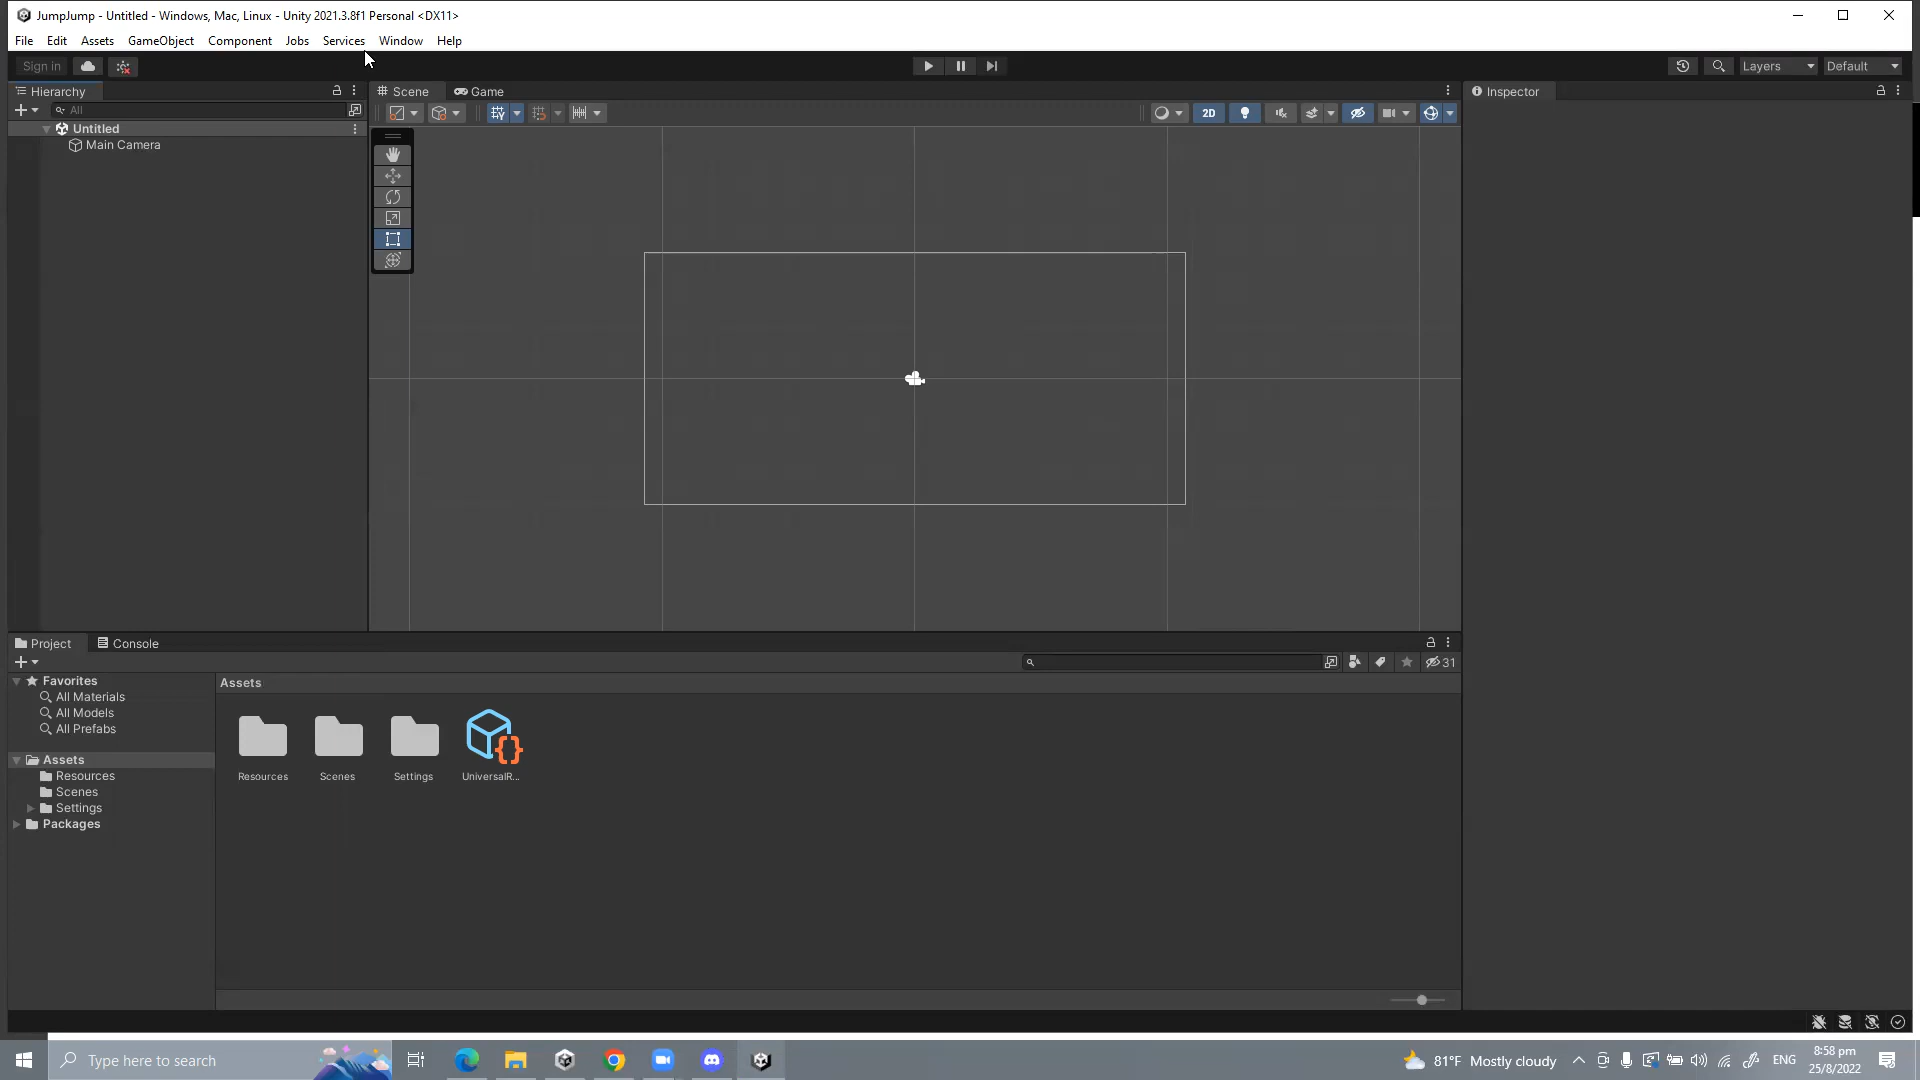 JumpJump - Untitled - Windows, Mac, Linux - Unity 2021.3.8f1 Personal <DX11>
File Edit Assets GameObject Component Jobs Services Window Help
Sign in Layers Default
Hierarchy
Scene Game
Inspector
All
2D
Untitled
Main Camera
Project Console
31
Favorites
All Materials
All Models
All Prefabs
Assets
Resources
Scenes
Settings
Packages
Assets
Resources Scenes Settings UniversalR...
Type here to search
81°F Mostly cloudy
ENG
8:58 pm
25/8/2022